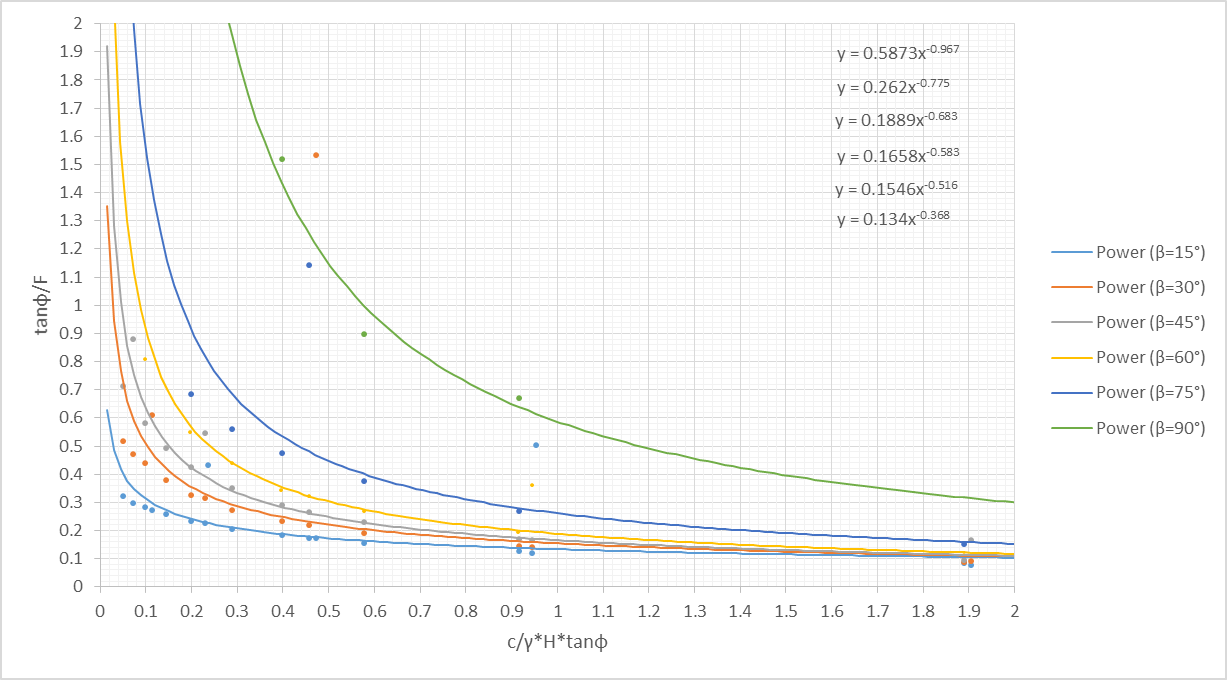 2
1.9
1.8
1.7
1.6
1.5
1.4
1.3
1.2
1.1
1
0.9
0.8
0.7
0.6
0.5
0.4
0.3
0.2
0.1
0
tanф/F
0 0.1 0.2 0.3 0.4 0.5 0.6 0.7 0.8 0.9 1 1.1 1.2 1.3 1.4 1.5 1.6 1.7 1.8 1.9 2
c/γ*H*tanф
y = 0.5873x^-0.967
y = 0.262x^-0.775
y = 0.1889x^-0.683
y = 0.1658x^-0.583
y = 0.1546x^-0.516
y = 0.134x^-0.368
Power (β=15°)
Power (β=30°)
Power (β=45°)
Power (β=60°)
Power (β=75°)
Power (β=90°)